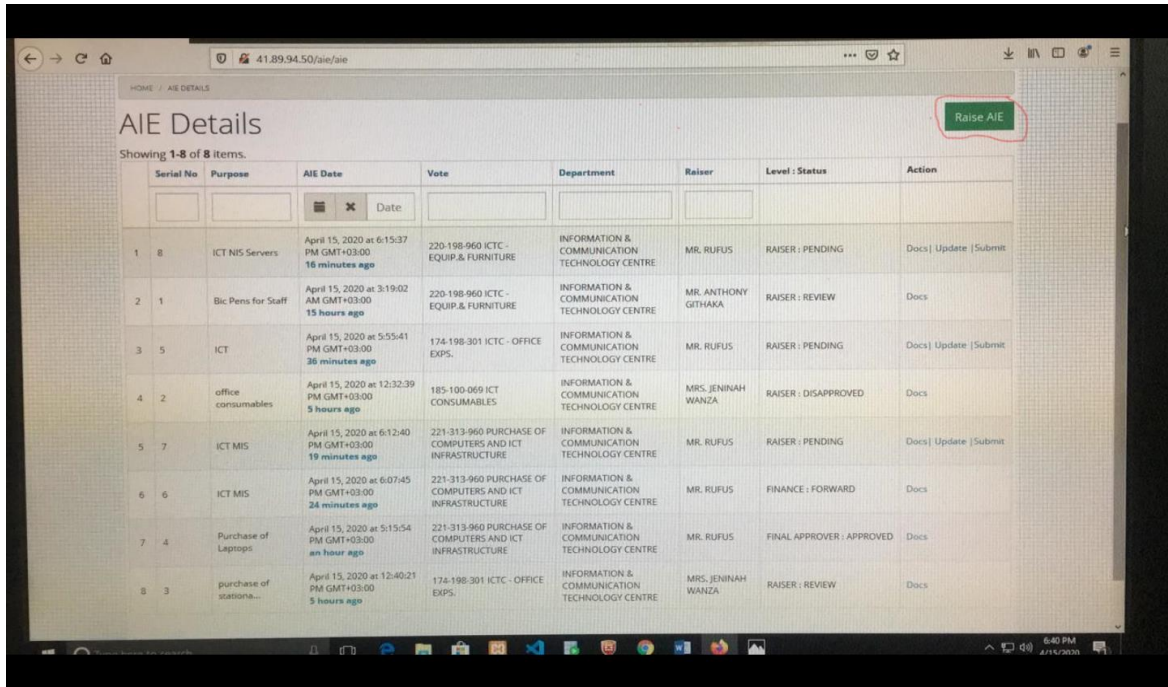 41.89.94.50/aie/aie
HOME / AIE DETAILS
AIE Details
Raise AIE
Showing 1-8 of 8 items.
Serial No Purpose AIE Date Vote Department Raiser Level : Status Action
Date
1 8 ICT NIS Servers April 15, 2020 at 6:15:37 PM GMT+03:00 16 minutes ago 220-198-960 ICTC - EQUIP.& FURNITURE INFORMATION & COMMUNICATION TECHNOLOGY CENTRE MR. RUFUS RAISER : PENDING Docs| Update |Submit
2 1 Bic Pens for Staff April 15, 2020 at 3:19:02 AM GMT+03:00 15 hours ago 220-198-960 ICTC - EQUIP.& FURNITURE INFORMATION & COMMUNICATION TECHNOLOGY CENTRE MR. ANTHONY GITHAKA RAISER : REVIEW Docs
3 5 ICT April 15, 2020 at 5:55:41 PM GMT+03:00 36 minutes ago 174-198-301 ICTC - OFFICE EXPS. INFORMATION & COMMUNICATION TECHNOLOGY CENTRE MR. RUFUS RAISER : PENDING Docs| Update |Submit
4 2 office consumables April 15, 2020 at 12:32:39 PM GMT+03:00 5 hours ago 185-100-069 ICT CONSUMABLES INFORMATION & COMMUNICATION TECHNOLOGY CENTRE MRS. JENINAH WANZA RAISER : DISAPPROVED Docs
5 7 ICT MIS April 15, 2020 at 6:12:40 PM GMT+03:00 19 minutes ago 221-313-960 PURCHASE OF COMPUTERS AND ICT INFRASTRUCTURE INFORMATION & COMMUNICATION TECHNOLOGY CENTRE MR. RUFUS RAISER : PENDING Docs| Update |Submit
6 6 ICT MIS April 15, 2020 at 6:07:45 PM GMT+03:00 24 minutes ago 221-313-960 PURCHASE OF COMPUTERS AND ICT INFRASTRUCTURE INFORMATION & COMMUNICATION TECHNOLOGY CENTRE MR. RUFUS FINANCE : FORWARD Docs
7 4 Purchase of Laptops April 15, 2020 at 5:15:54 PM GMT+03:00 an hour ago 221-313-960 PURCHASE OF COMPUTERS AND ICT INFRASTRUCTURE INFORMATION & COMMUNICATION TECHNOLOGY CENTRE MR. RUFUS FINAL APPROVER : APPROVED Docs
8 3 purchase of stationa... April 15, 2020 at 12:40:21 PM GMT+03:00 5 hours ago 174-198-301 ICTC - OFFICE EXPS. INFORMATION & COMMUNICATION TECHNOLOGY CENTRE MRS. JENINAH WANZA RAISER : REVIEW Docs
Type here to search
6:40 PM
4/15/2020